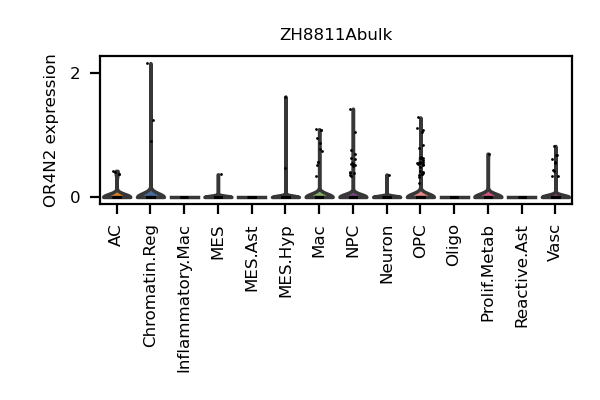 ZH8811Abulk
OR4N2 expression
2
0
AC
Chromatin.Reg
Inflammatory.Mac
MES
MES.Ast
MES.Hyp
Mac
NPC
Neuron
OPC
Oligo
Prolif.Metab
Reactive.Ast
Vasc